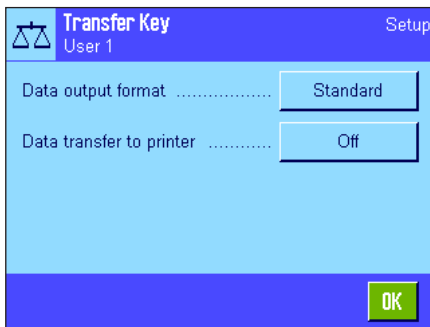 Transfer Key Setup
User 1
Data output format .................. Standard
Data transfer to printer ............ Off
OK